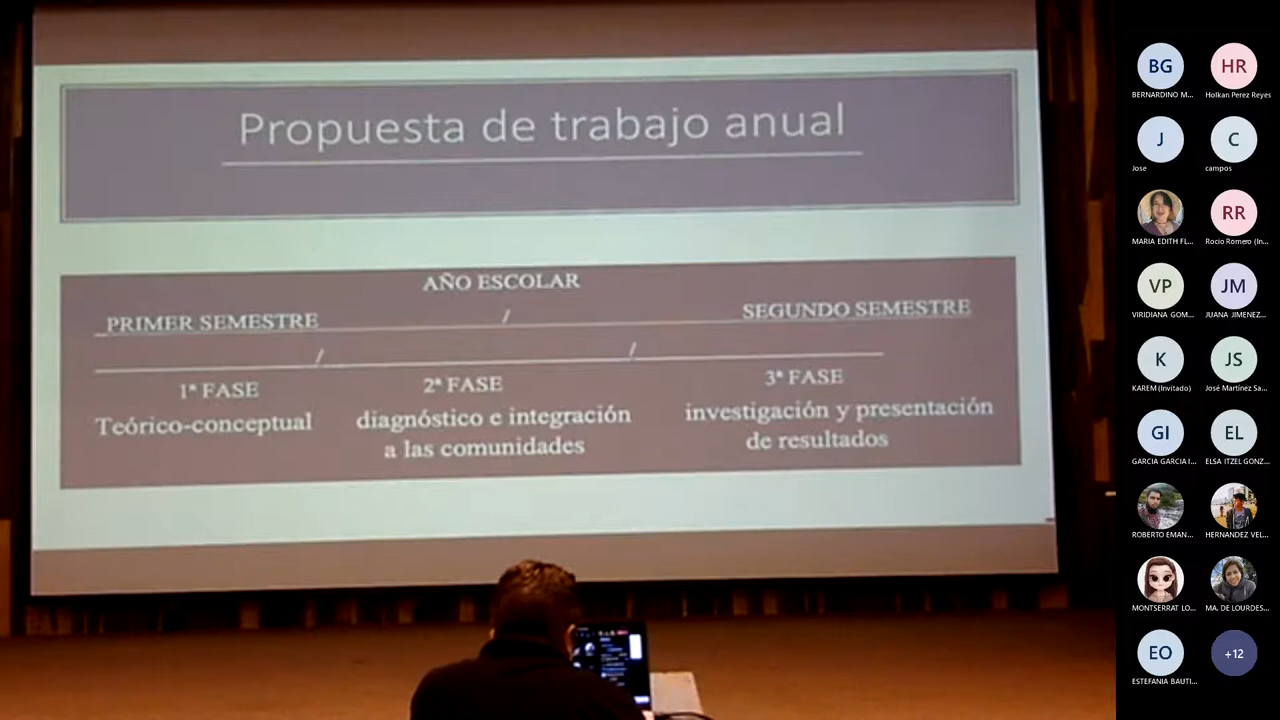 Propuesta de trabajo anual
AÑO ESCOLAR
PRIMER SEMESTRE / SEGUNDO SEMESTRE
/ /
1ª FASE 2ª FASE 3ª FASE
Teórico-conceptual diagnóstico e integración investigación y presentación
a las comunidades de resultados
BG HR
BERNARDINO M... Holkan Perez Reyes
J C
Jose campos
RR
MARIA EDITH FL... Rocio Romero (In...
VP JM
VIRIDIANA GOM... JUANA JIMENEZ...
K JS
KAREM (Invitado) José Martínez Sa...
GI EL
GARCIA GARCIA I... ELSA ITZEL GONZ...
ROBERTO EMAN... HERNANDEZ VEL...
MONTSERRAT LO... MA. DE LOURDES...
EO +12
ESTEFANIA BAUTI...